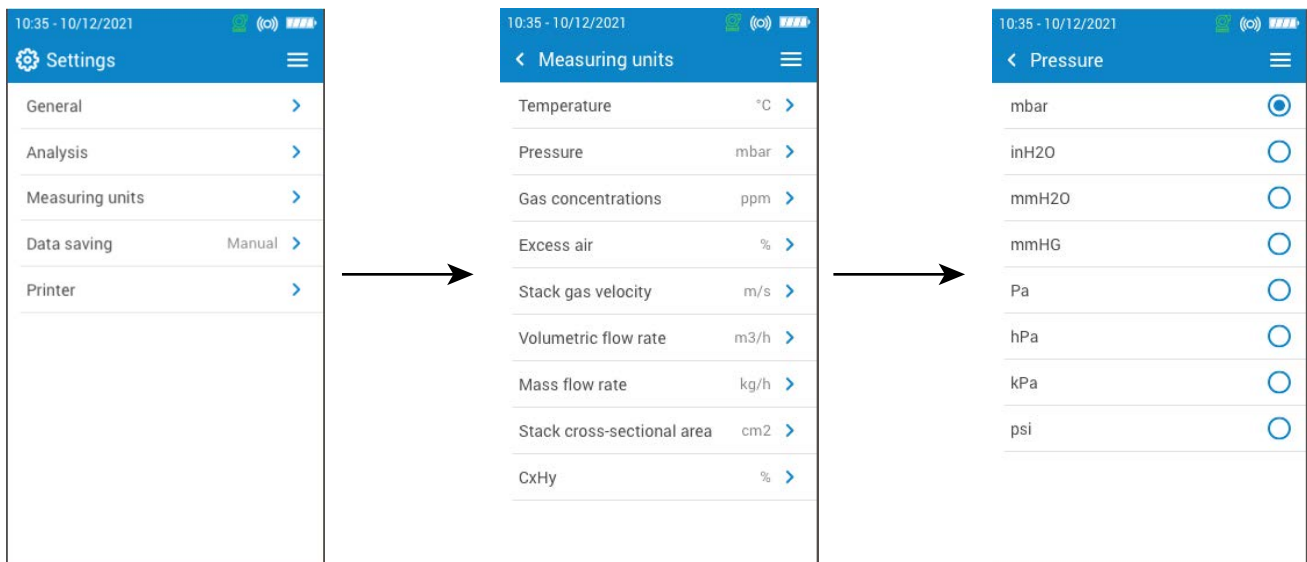 10:35 - 10/12/2021
Settings
General
Analysis
Measuring units
Data saving Manual
Printer
10:35 - 10/12/2021
Measuring units
Temperature °C
Pressure mbar
Gas concentrations ppm
Excess air %
Stack gas velocity m/s
Volumetric flow rate m3/h
Mass flow rate kg/h
Stack cross-sectional area cm2
CxHy %
10:35 - 10/12/2021
Pressure
mbar
inH2O
mmH2O
mmHG
Pa
hPa
kPa
psi